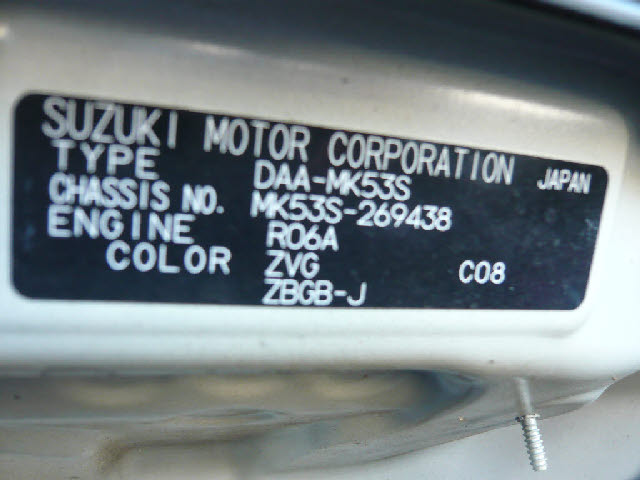 SUZUKI MOTOR CORPORATION JAPAN
TYPE DAA-MK53S
CHASSIS NO. MK53S-269438
ENGINE R06A
COLOR ZVG C08
ZBGB-J